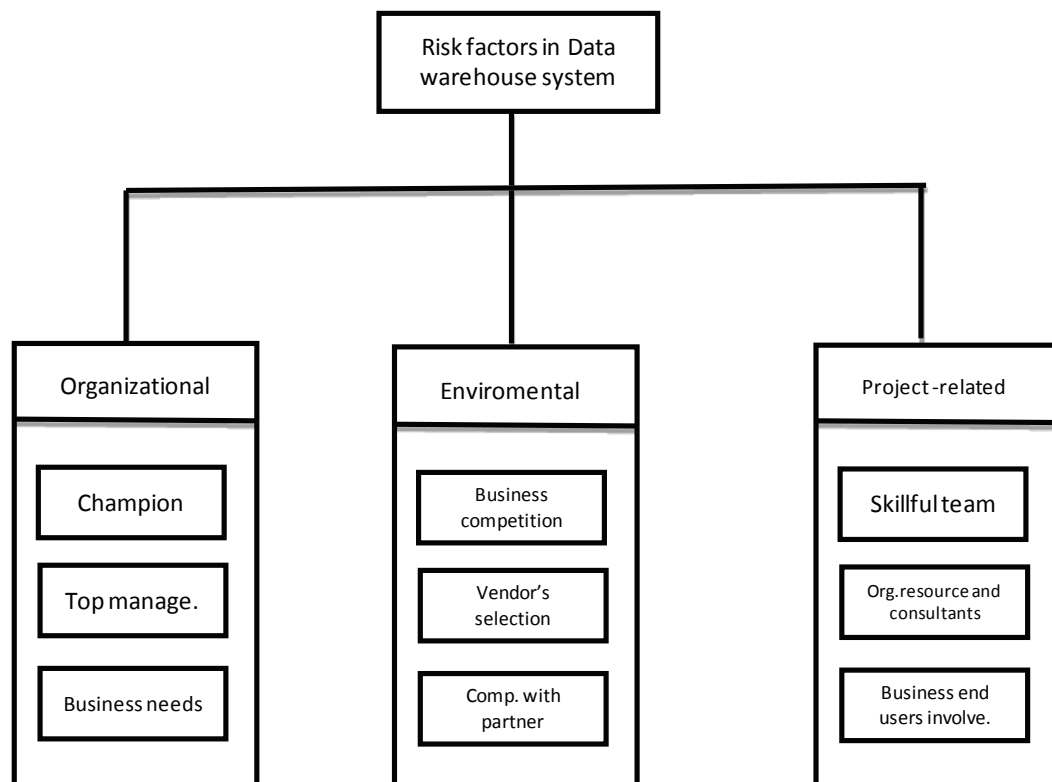 Risk factors in Data
warehouse system
Organizational
Champion
Top manage.
Business needs
Enviromental
Business
competition
Vendor's
selection
Comp. with
partner
Project-related
Skillful team
Org.resource and
consultants
Business end
users involve.